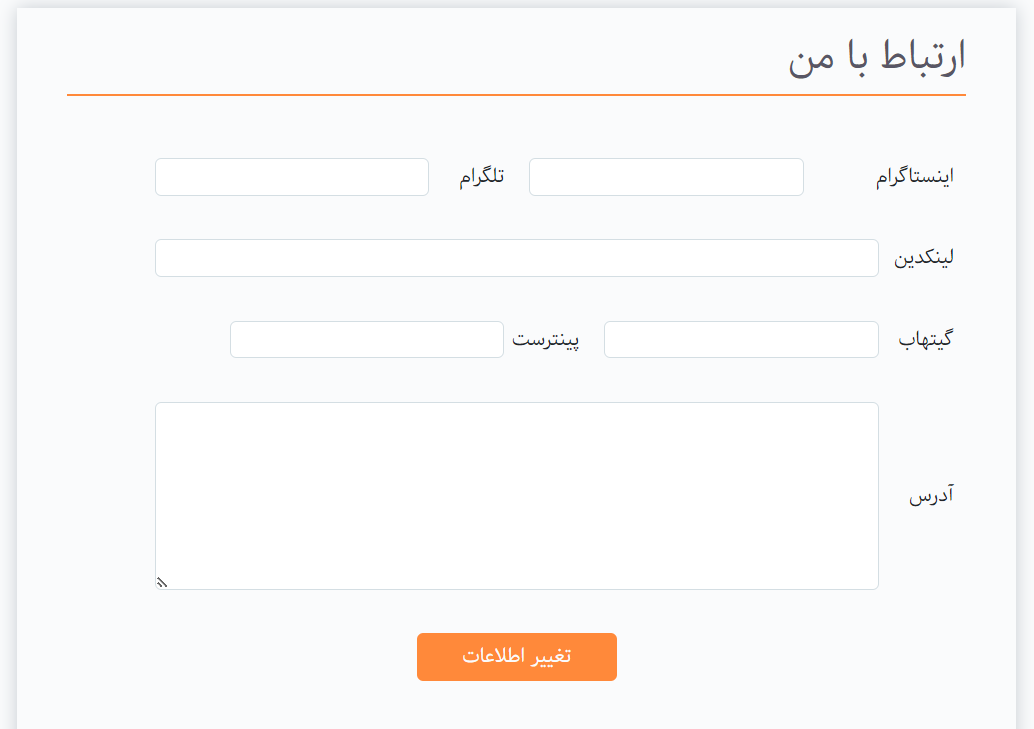 ارتباط با من
اینستاگرام تلگرام
لینکدین
گیتهاب پینترست
آدرس
تغییر اطلاعات